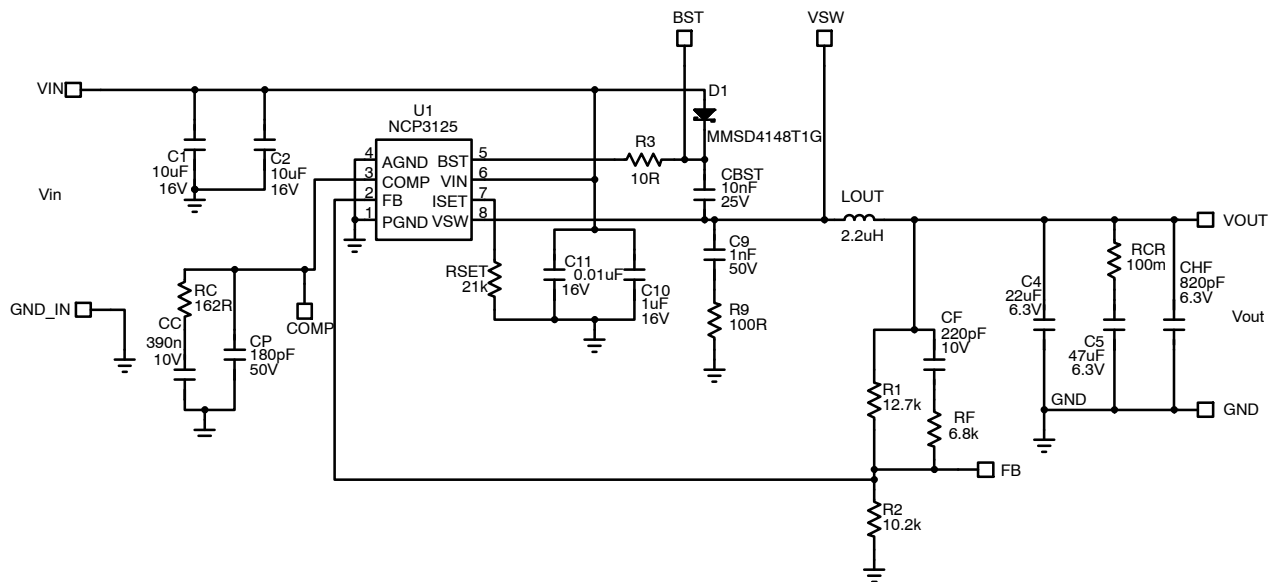 BST
VSW
VIN
D1
U1
NCP3125
MMSD4148T1G
R3
10R
C1
10uF
16V
C2
10uF
16V
4
3
2
1
AGND
COMP
FB
PGND
BST
VIN
ISET
VSW
5
6
7
8
CBST
10nF
25V
LOUT
2.2uH
VOUT
Vin
C9
1nF
50V
RCR
100m
CHF
820pF
6.3V
RSET
21k
C11
0.01uF
16V
C10
1uF
16V
RC
162R
COMP
GND_IN
CC
390n
10V
CP
180pF
50V
R9
100R
C4
22uF
6.3V
C5
47uF
6.3V
Vout
CF
220pF
10V
R1
12.7k
RF
6.8k
GND
GND
FB
R2
10.2k